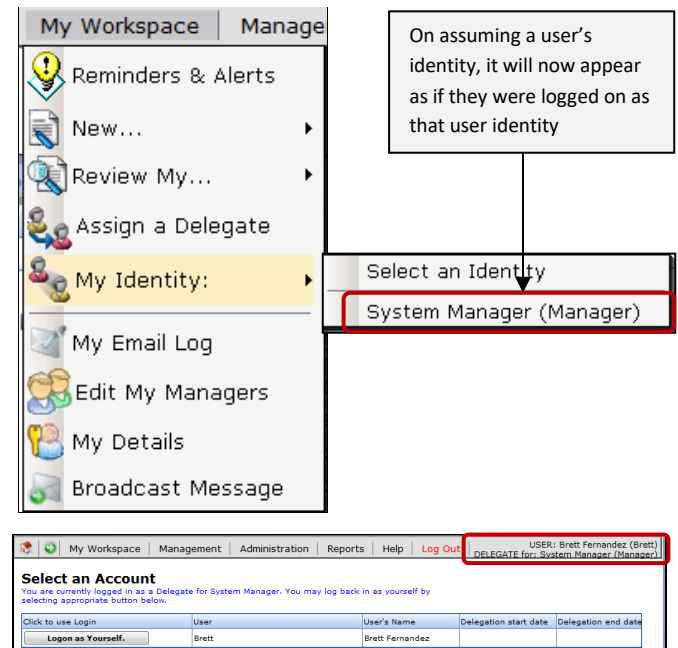 My Workspace Manage
On assuming a user's
identity, it will now appear
as if they were logged on as
that user identity
Reminders & Alerts
New...
Review My...
Assign a Delegate
My Identity:
Select an Identity
System Manager (Manager)
My Email Log
Edit My Managers
My Details
Broadcast Message
My Workspace Management Administration Reports Help Log Out
USER: Brett Fernandez (Brett)
DELEGATE for: System Manager (Manager)
Select an Account
You are currently logged in as a Delegate for System Manager. You may log back in as yourself by
selecting appropriate button below.
Click to use Login User User's Name Delegation start date Delegation end date
Logon as Yourself. Brett Brett Fernandez